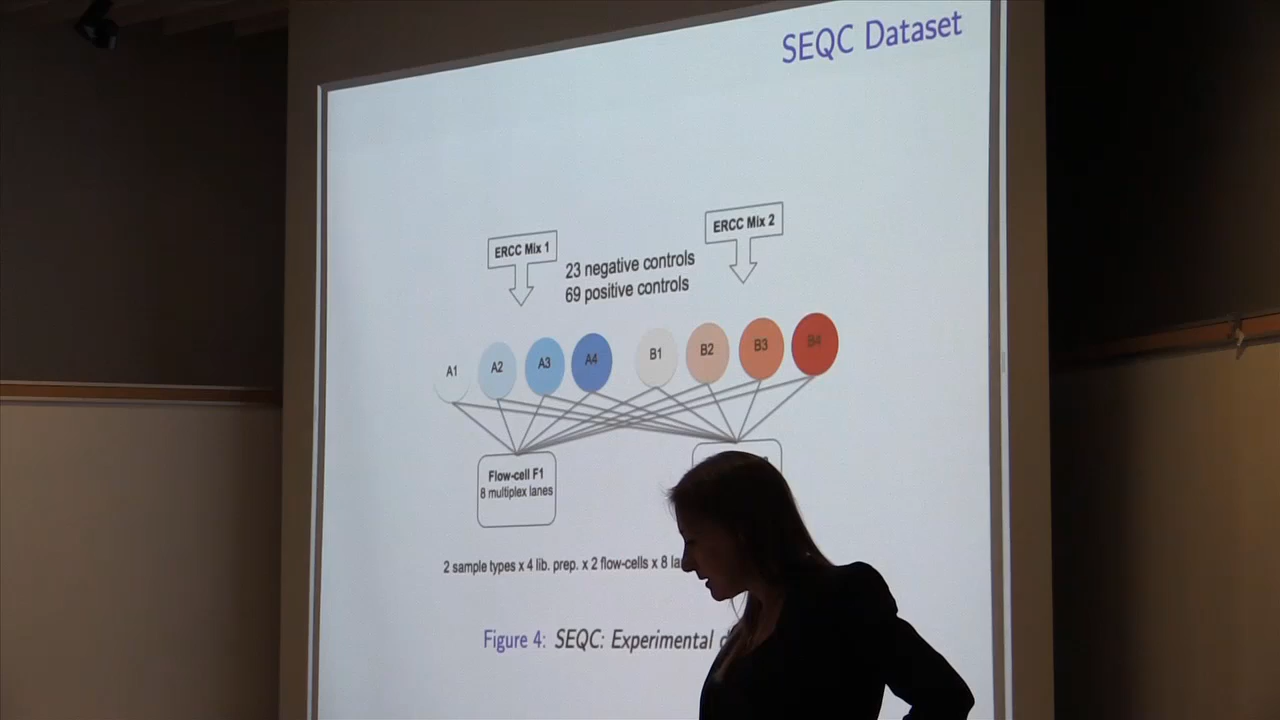 SEQC Dataset
ERCC Mix 1
ERCC Mix 2
23 negative controls
69 positive controls
A1 A2 A3 A4 B1 B2 B3 B4
Flow-cell F1
8 multiplex lanes
2 sample types x 4 lib. prep. x 2 flow-cells x 8
Figure 4: SEQC: Experimental